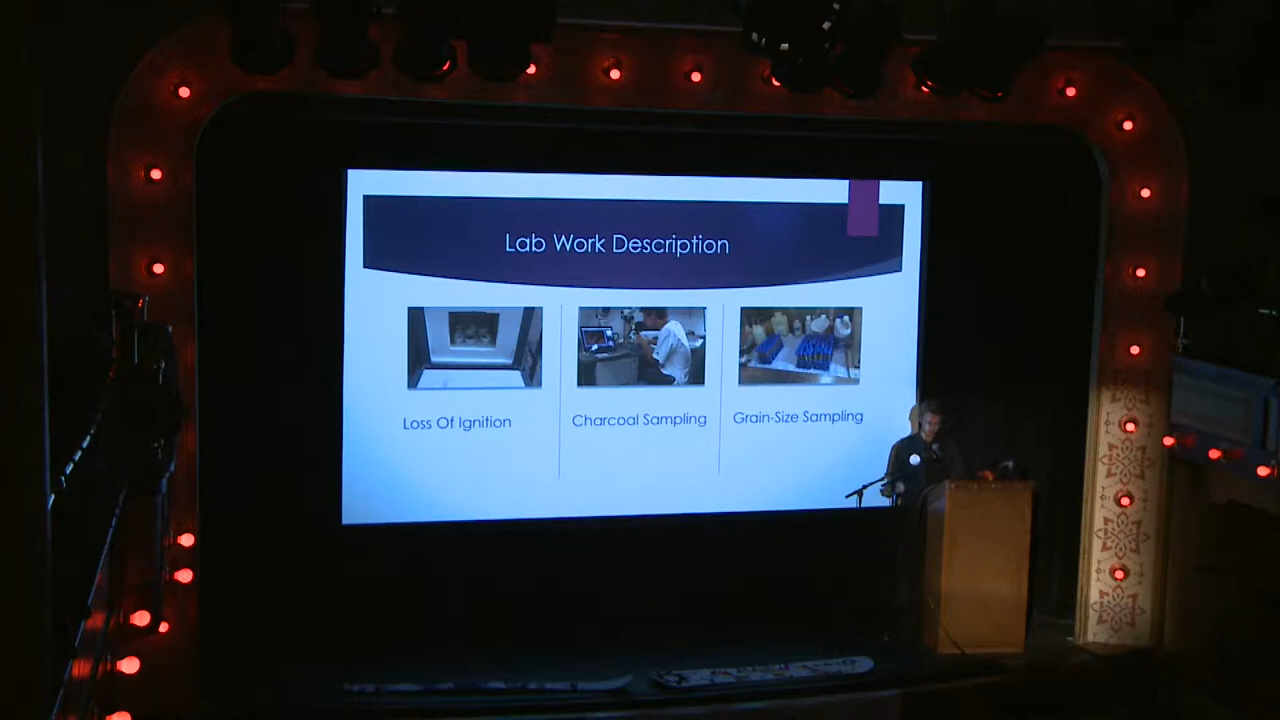 Lab Work Description
Loss Of Ignition
Charcoal Sampling
Grain-Size Sampling